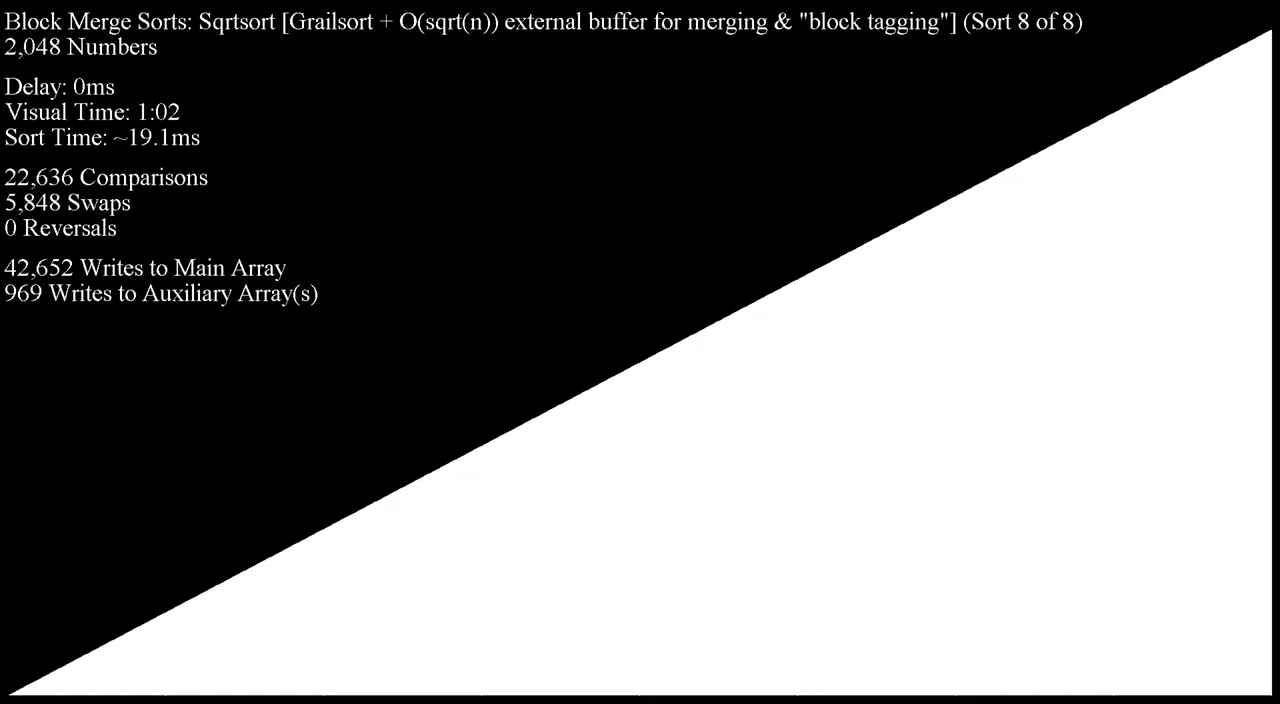 Block Merge Sorts: Sqrtsort [Grailsort + O(sqrt(n)) external buffer for merging & "block tagging"] (Sort 8 of 8)
2,048 Numbers
Delay: 0ms
Visual Time: 1:02
Sort Time: ~19.1ms
22,636 Comparisons
5,848 Swaps
0 Reversals
42,652 Writes to Main Array
969 Writes to Auxiliary Array(s)